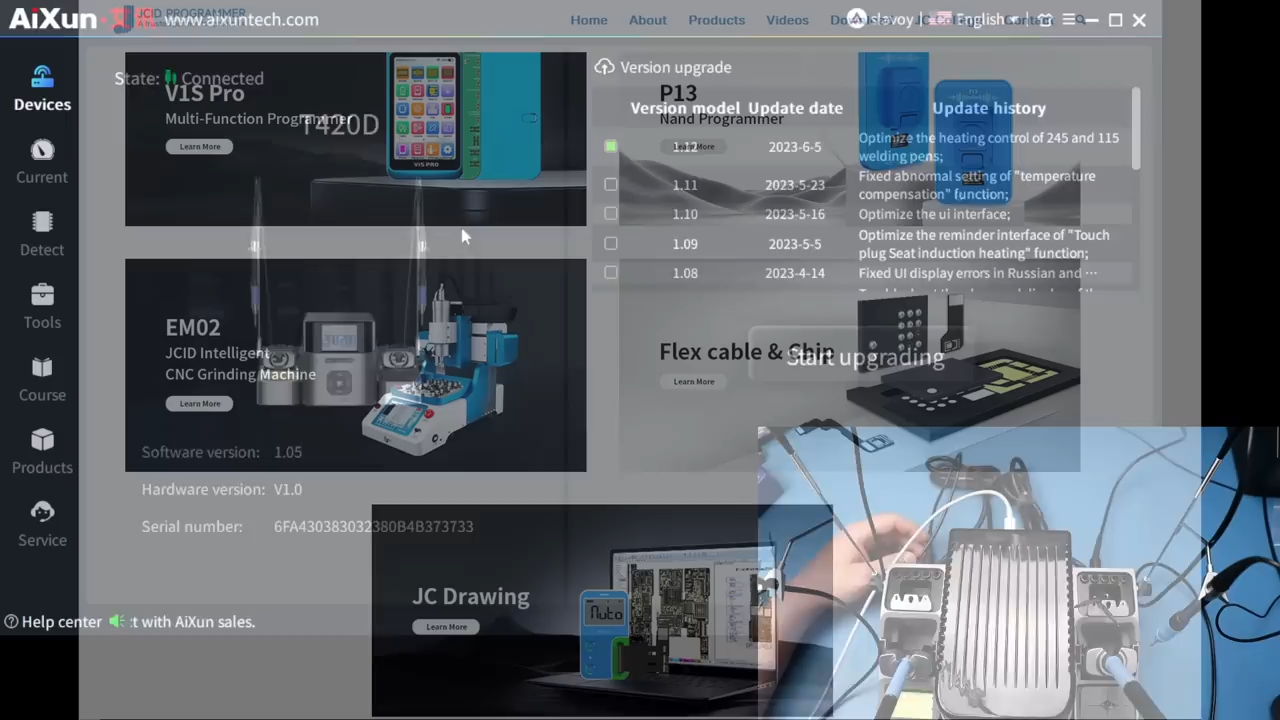 AiXun
JCID PROGRAMMER
www.aixuntech.com
Home
About
Products
Videos
slavoy
English
Devices
Current
Detect
Tools
Course
Products
Service
State: Connected
V1S Pro
Multi-Function Programmer
Learn More
T420D
V1S PRO
P13
Nand Programmer
Learn More
Version upgrade
Version model Update date Update history
1.12 2023-6-5 Optimize the heating control of 245 and 115
welding pens;
1.11 2023-5-23 Fixed abnormal setting of "temperature
compensation" function;
1.10 2023-5-16 Optimize the ui interface;
1.09 2023-5-5 Optimize the reminder interface of "Touch
plug Seat induction heating" function;
1.08 2023-4-14 Fixed UI display errors in Russian and ···
EM02
JCID Intelligent
CNC Grinding Machine
Learn More
Flex cable & Chip
Learn More
Start upgrading
Software version: 1.05
Hardware version: V1.0
Serial number: 6FA430383032380B4B373733
JC Drawing
Learn More
Auto
Help center
t with AiXun sales.